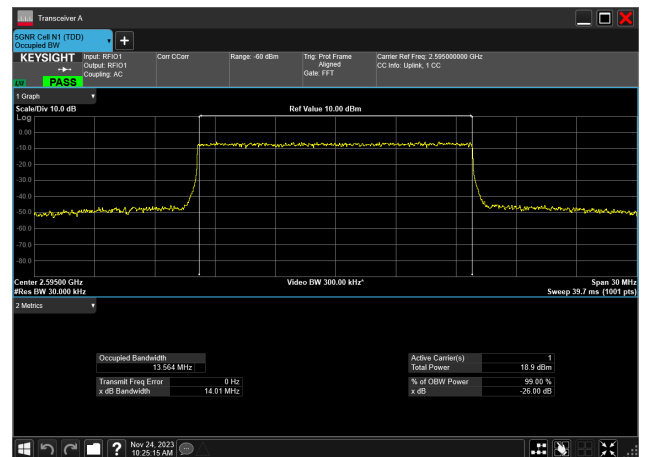 Transceiver A
5GNR Cell N1 (TDD)
Occupied BW
KEYSIGHT
LXI
PASS
Input: RFIO1
Output: RFIO1
Coupling: AC
Corr CCorr
Range: -60 dBm
Trig: Prot Frame
Aligned
Gate: FFT
Carrier Ref Freq: 2.595000000 GHz
CC Info: Uplink, 1 CC
1 Graph
Scale/Div 10.0 dB
Ref Value 10.00 dBm
Log
0.00
-10.0
-20.0
-30.0
-40.0
-50.0
-60.0
-70.0
-80.0
Center 2.59500 GHz
Video BW 300.00 kHz*
Span 30 MHz
#Res BW 30.000 kHz
Sweep 39.7 ms (1001 pts)
2 Metrics
Occupied Bandwidth
13.564 MHz
Active Carrier(s) 1
Total Power 18.9 dBm
Transmit Freq Error 0 Hz
x dB Bandwidth 14.01 MHz
% of OBW Power 99.00 %
x dB -26.00 dB
?
Nov 24, 2023
10:25:15 AM